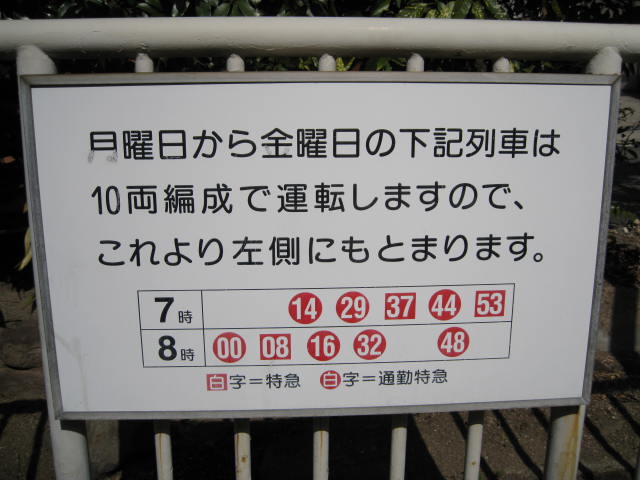 月曜日から金曜日の下記列車は
10両編成で運転しますので、
これより左側にもとまります。
7時 14 29 37 44 53
8時 00 08 16 32 48
白字=特急 白字=通勤特急